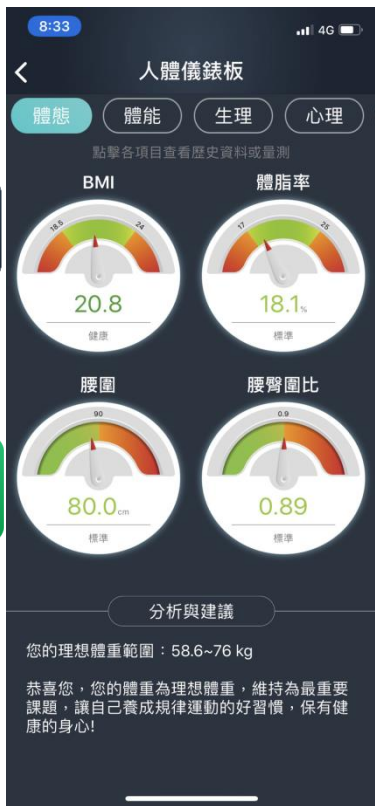 8:33
4G
人體儀錶板
體態 體能 生理 心理
點擊各項目查看歷史資料或量測
BMI 體脂率
18.5 24 17 25
20.8 18.1%
健康 標準
腰圍 腰臀圍比
90 0.9
80.0cm 0.89
標準 標準
分析與建議
您的理想體重範圍：58.6~76 kg
恭喜您，您的體重為理想體重，維持為最重要
課題，讓自己養成規律運動的好習慣，保有健
康的身心!